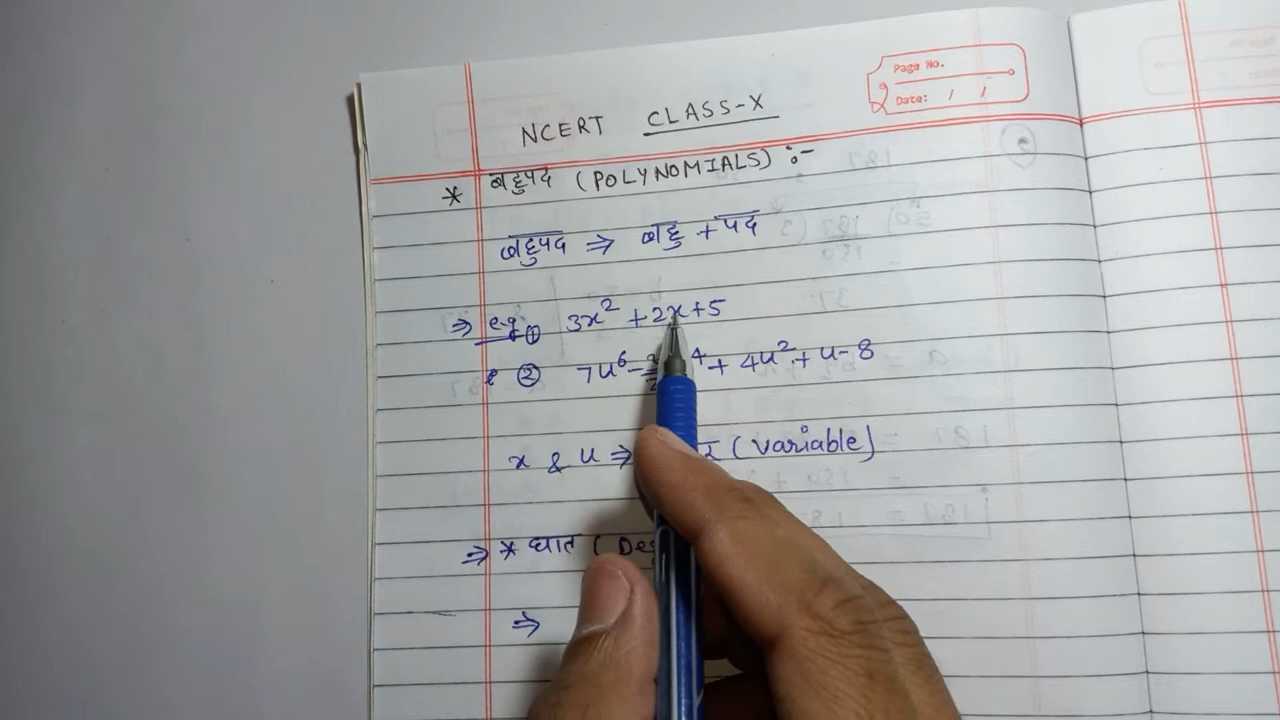 Page No.
Date: / /
NCERT CLASS-X
* बहुपद (POLYNOMIALS) :-
बहुपद ⇒ बहु + पद
⇒ e.g. ① 3x² + 2x + 5
② 7u⁶ - ⁴ + 4u² + u - 8
x & u ⇒ (variable)
⇒ * घात (
⇒